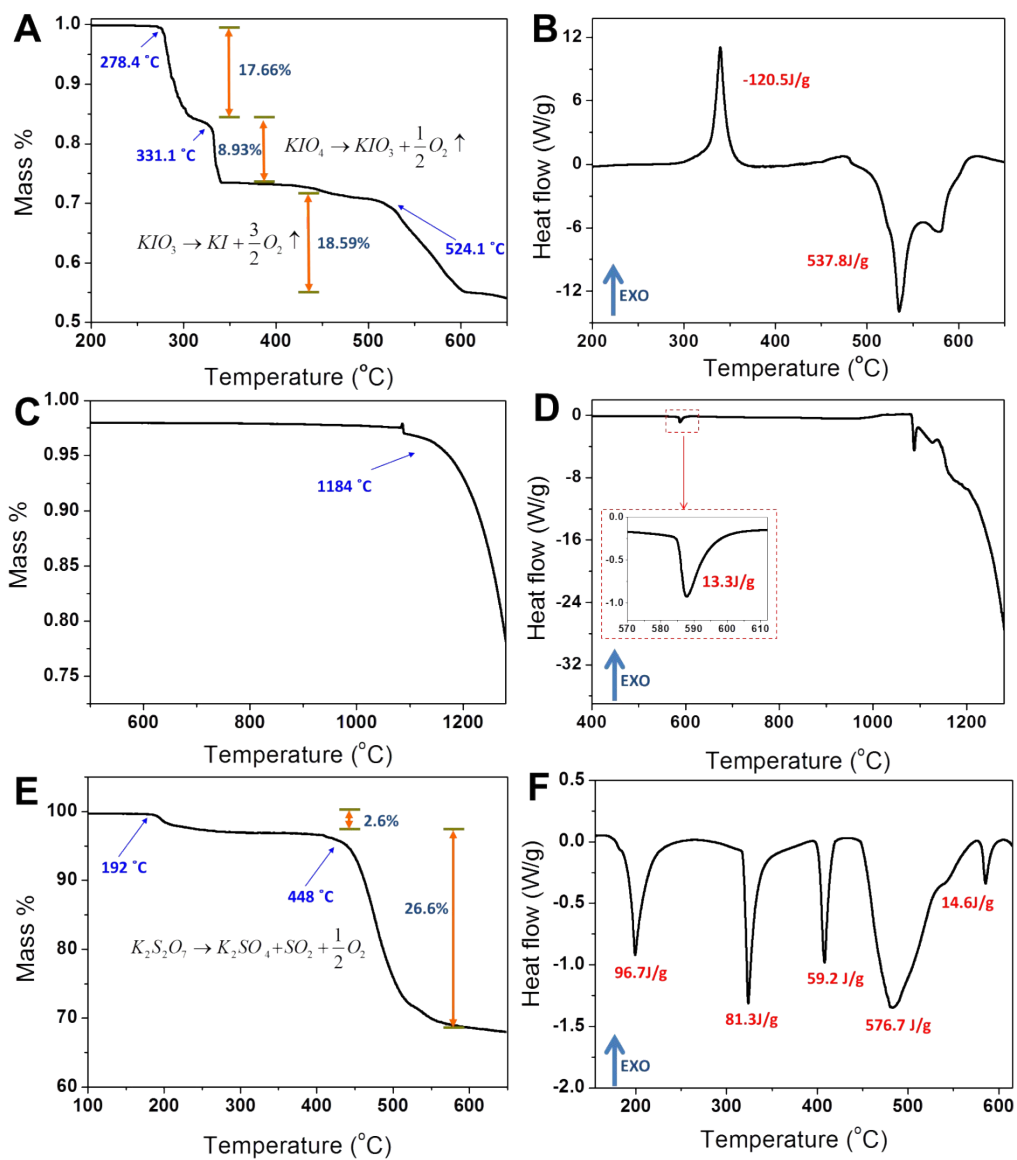 A
1.0
0.9
0.8
0.7
0.6
0.5
Mass %
278.4 °C
17.66%
331.1 °C
8.93%
KIO₄ → KIO₃ + 1/2 O₂ ↑
KIO₃ → KI + 3/2 O₂ ↑
18.59%
524.1 °C
200 300 400 500 600
Temperature (°C)
B
12
6
0
-6
-12
Heat flow (W/g)
-120.5J/g
537.8J/g
EXO
200 300 400 500 600
Temperature (°C)
C
1.00
0.95
0.90
0.85
0.80
0.75
Mass %
1184 °C
600 800 1000 1200
Temperature (°C)
D
0
-8
-16
-24
-32
Heat flow (W/g)
0.0
-0.5
-1.0
13.3J/g
570 580 590 600 610
EXO
400 600 800 1000 1200
Temperature (°C)
E
100
90
80
70
60
Mass %
2.6%
192 °C
448 °C
26.6%
K₂S₂O₇ → K₂SO₄ + SO₂ + 1/2 O₂
100 200 300 400 500 600
Temperature (°C)
F
0.5
0.0
-0.5
-1.0
-1.5
-2.0
Heat flow (W/g)
96.7J/g
81.3J/g
59.2 J/g
576.7 J/g
14.6J/g
EXO
200 300 400 500 600
Temperature (°C)